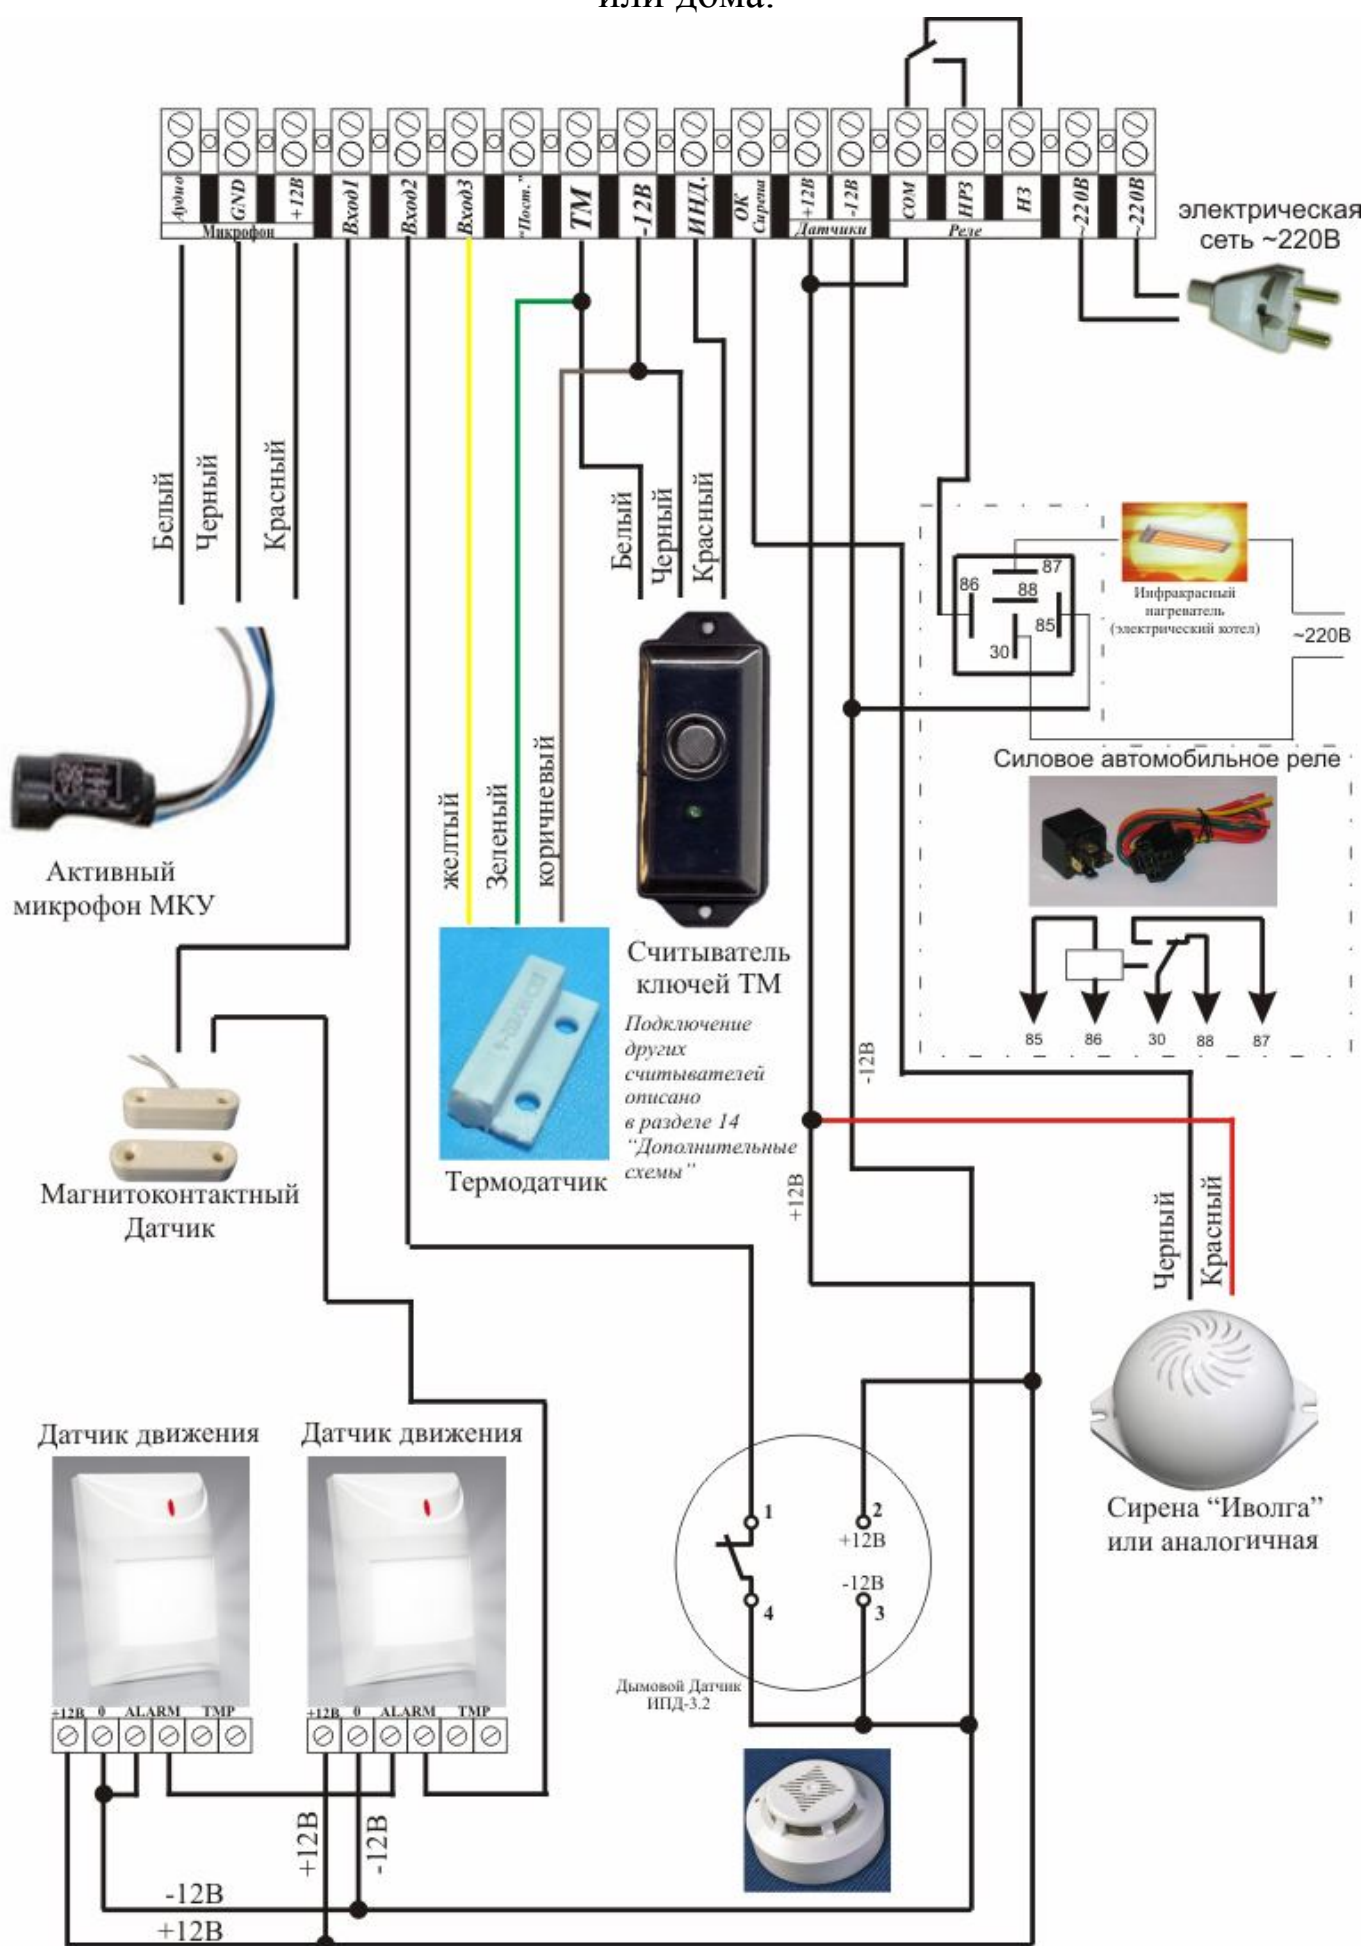 или дома.
Аудио
GND
+12В
Вход1
Вход2
Вход3
"Пост."
ТМ
-12В
ИНД.
ОК
Сирена
+12В
-12В
COM
НРЗ
НЗ
~220В
~220В
Микрофон
Датчики
Реле
электрическая
сеть ~220В
Белый
Черный
Красный
Белый
Черный
Красный
87
86
88
85
30
Инфракрасный
нагреватель
(электрический котел)
~220В
Силовое автомобильное реле
желтый
Зеленый
коричневый
Активный
микрофон МКУ
Считыватель
ключей ТМ
Подключение
других
считывателей
описано
в разделе 14
"Дополнительные
схемы"
85
86
30
88
87
-12В
+12В
Термодатчик
Магнитоконтактный
Датчик
Черный
Красный
Сирена "Иволга"
или аналогичная
Датчик движения
Датчик движения
1
2
+12В
-12В
4
3
Дымовой Датчик
ИПД-3.2
+12В 0 ALARM TMP
+12В 0 ALARM TMP
+12В
-12В
-12В
+12В